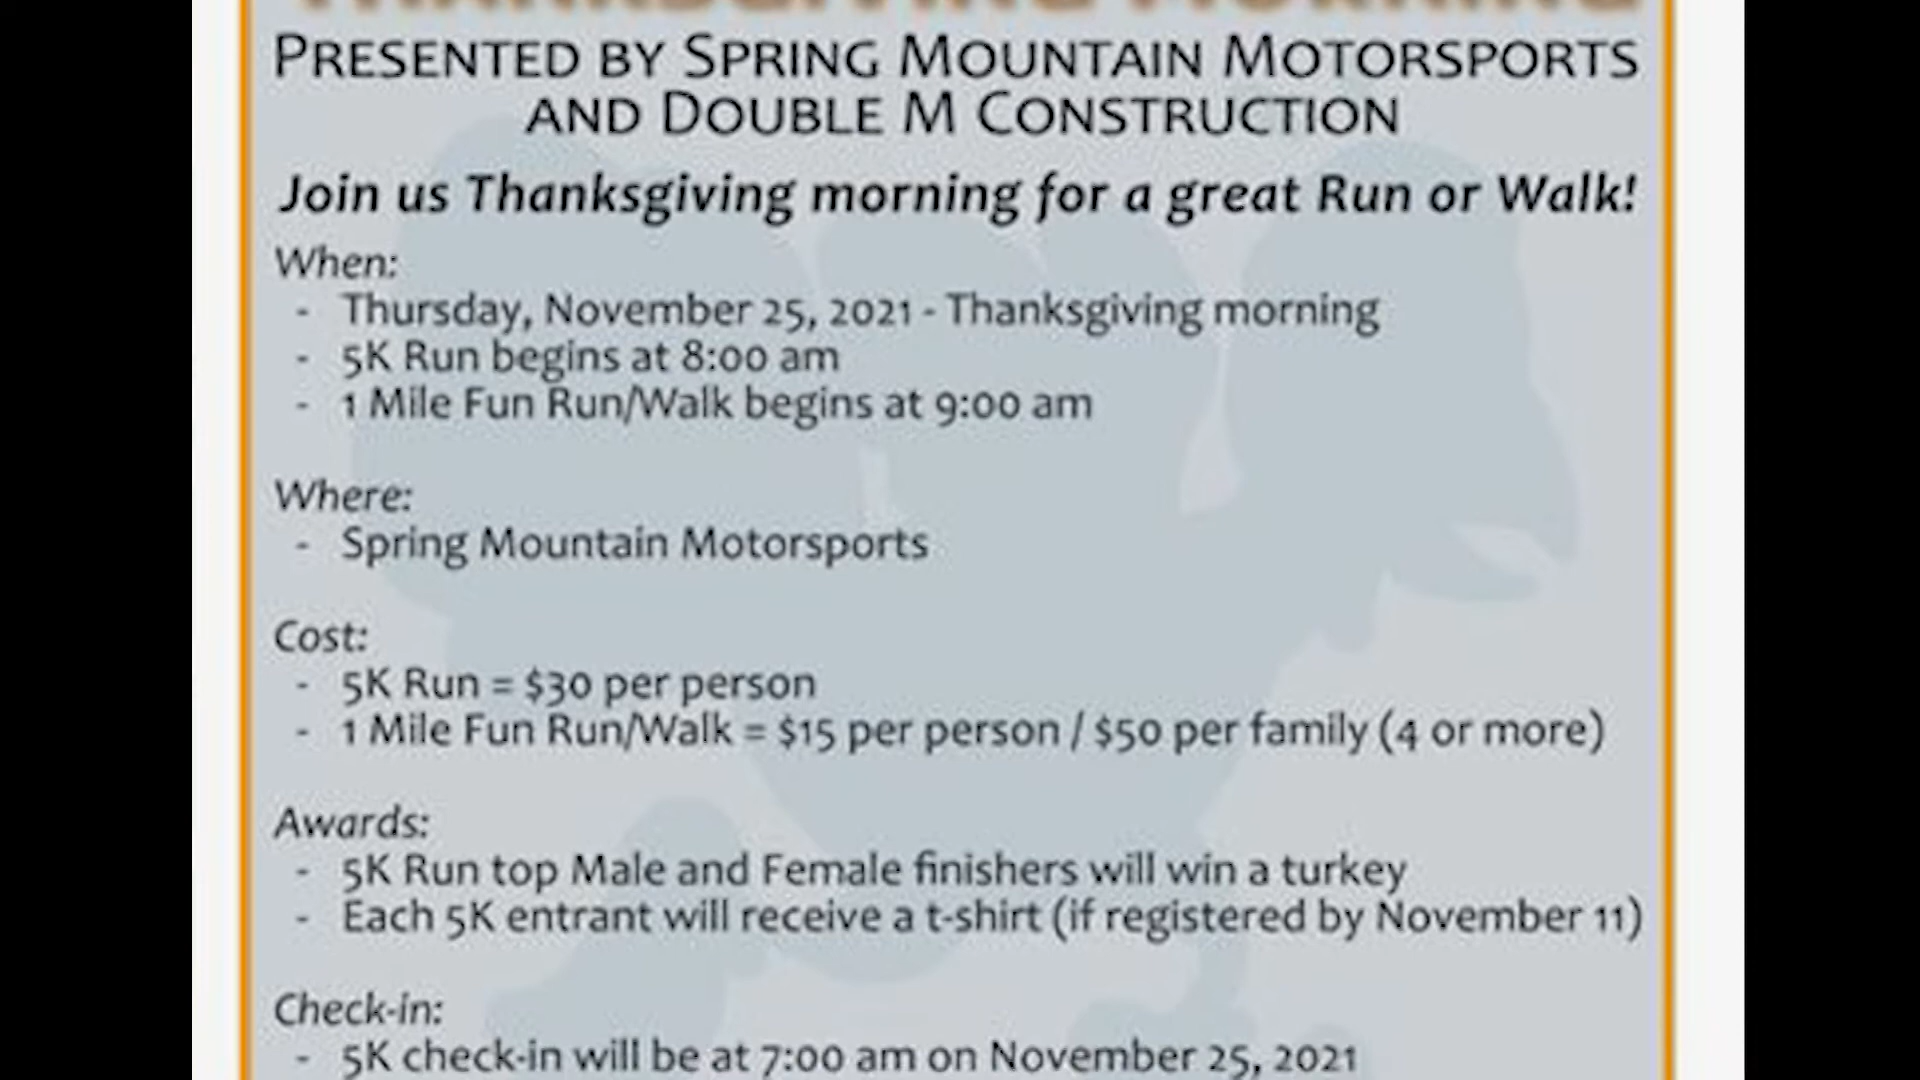 THANKSGIVING MORNING
PRESENTED BY SPRING MOUNTAIN MOTORSPORTS
AND DOUBLE M CONSTRUCTION
Join us Thanksgiving morning for a great Run or Walk!
When:
- Thursday, November 25, 2021 - Thanksgiving morning
- 5K Run begins at 8:00 am
- 1 Mile Fun Run/Walk begins at 9:00 am
Where:
- Spring Mountain Motorsports
Cost:
- 5K Run = $30 per person
- 1 Mile Fun Run/Walk = $15 per person / $50 per family (4 or more)
Awards:
- 5K Run top Male and Female finishers will win a turkey
- Each 5K entrant will receive a t-shirt (if registered by November 11)
Check-in:
- 5K check-in will be at 7:00 am on November 25, 2021